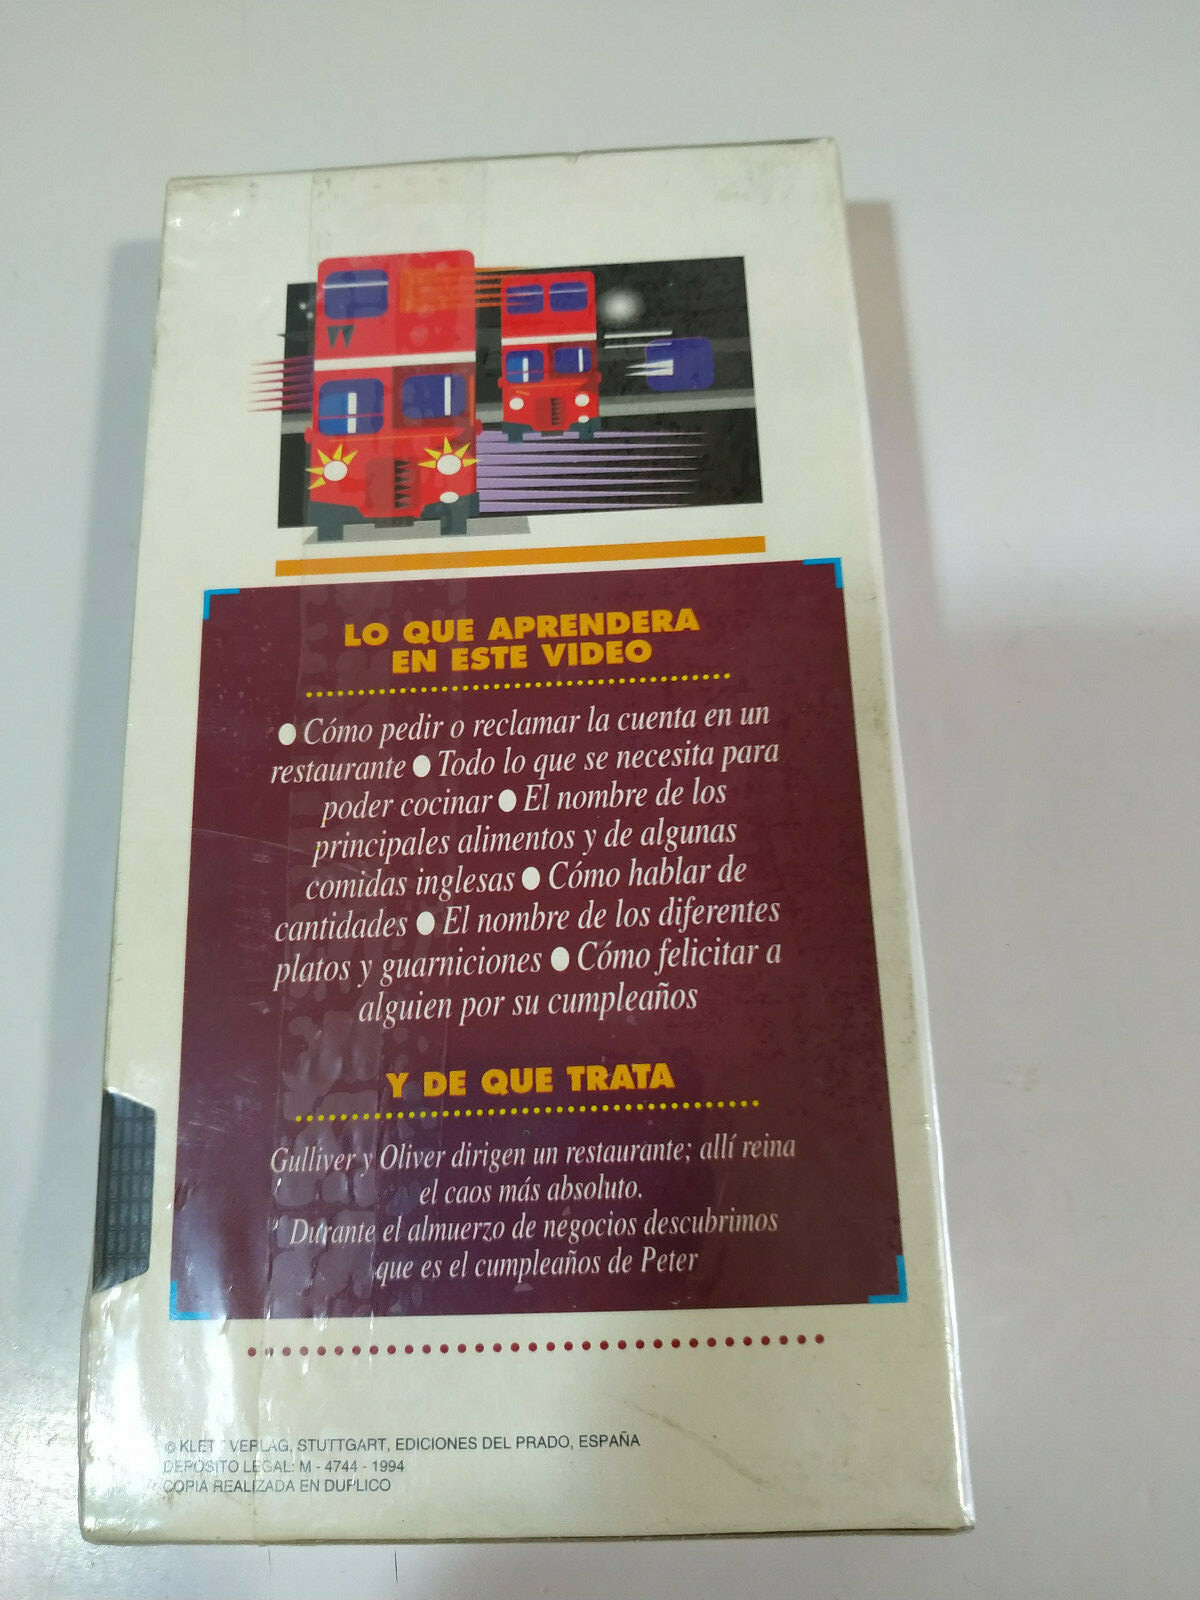 LO QUE APRENDERA
EN ESTE VIDEO
● Cómo pedir o reclamar la cuenta en un
restaurante ● Todo lo que se necesita para
poder cocinar ● El nombre de los
principales alimentos y de algunas
comidas inglesas ● Cómo hablar de
cantidades ● El nombre de los diferentes
platos y guarniciones ● Cómo felicitar a
alguien por su cumpleaños
Y DE QUE TRATA
Gulliver y Oliver dirigen un restaurante; allí reina
el caos más absoluto.
Durante el almuerzo de negocios descubrimos
que es el cumpleaños de Peter
© KLETT VERLAG, STUTTGART, EDICIONES DEL PRADO, ESPAÑA
DEPOSITO LEGAL: M - 4744 - 1994
COPIA REALIZADA EN DUPLICO